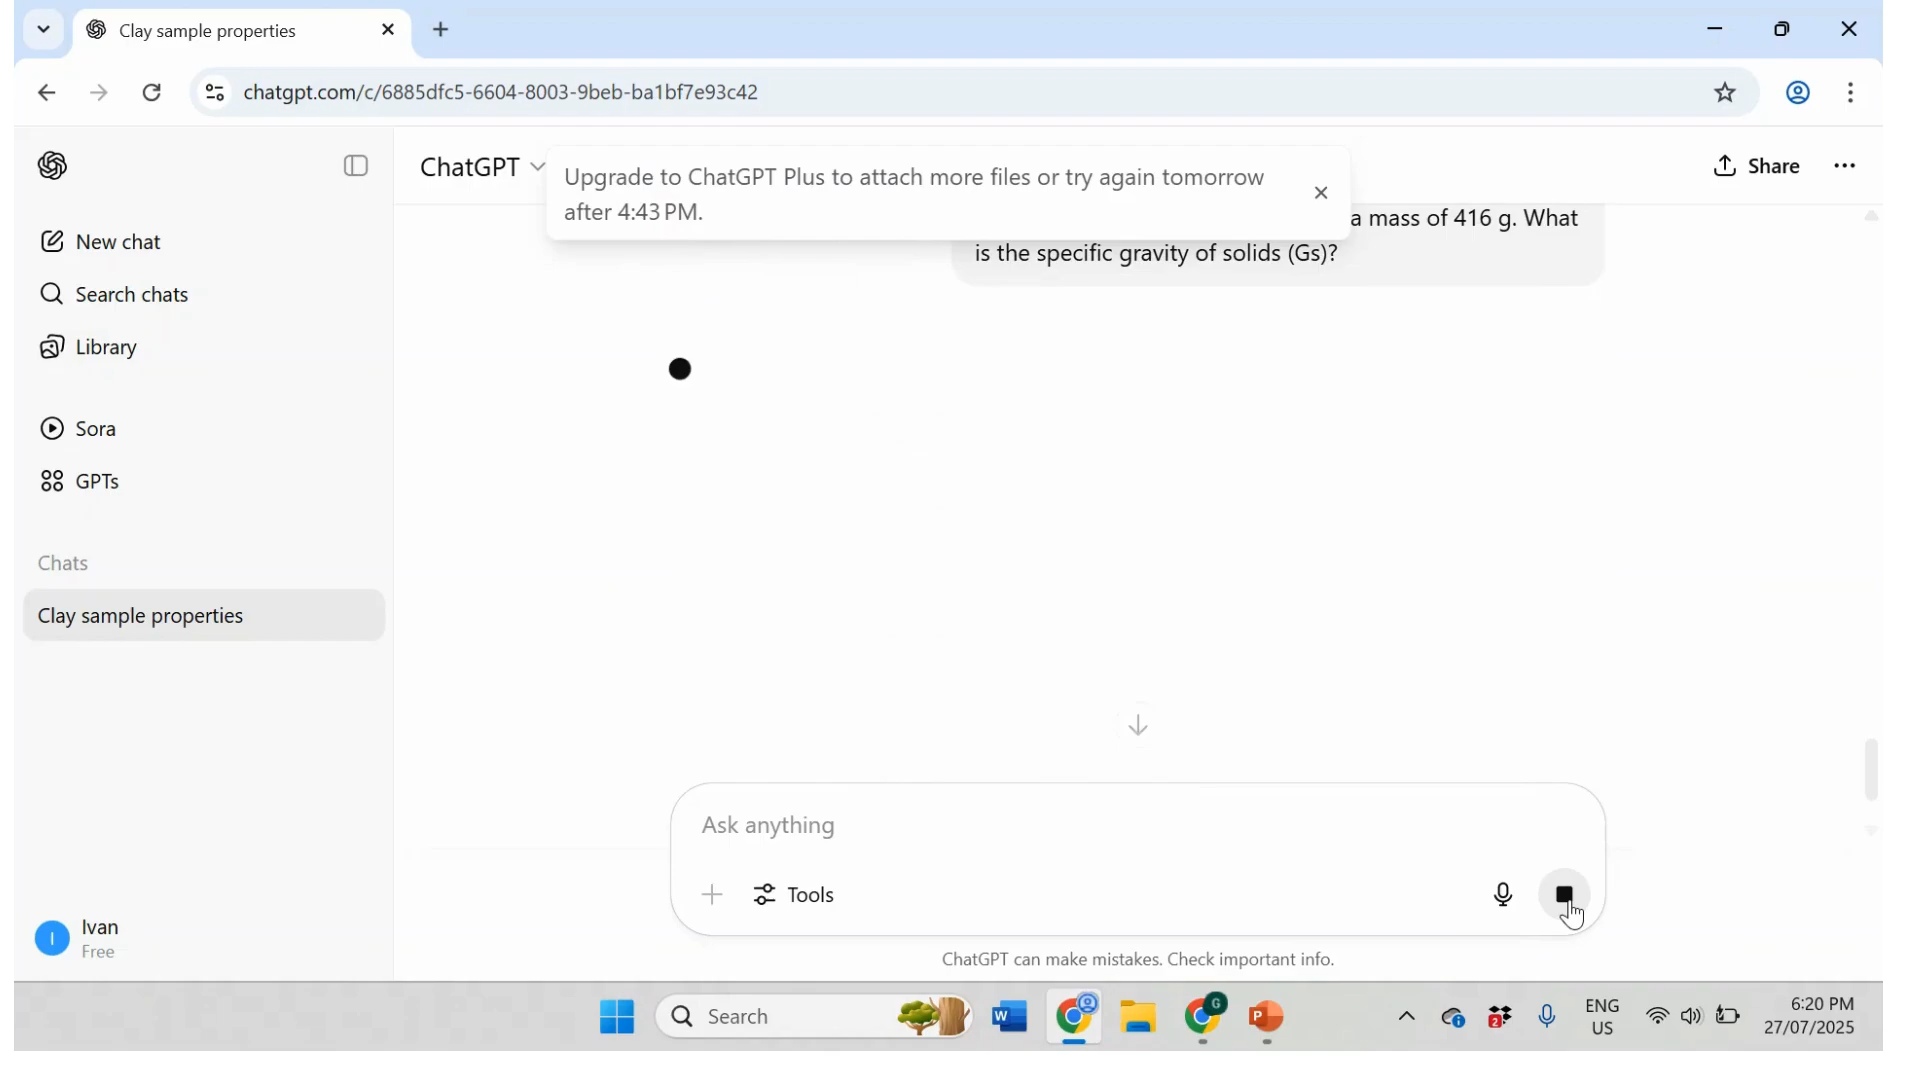 Clay sample properties
chatgpt.com/c/6885dfc5-6604-8003-9beb-ba1bf7e93c42
ChatGPT
Upgrade to ChatGPT Plus to attach more files or try again tomorrow
after 4:43 PM.
Share
a mass of 416 g. What
is the specific gravity of solids (Gs)?
New chat
Search chats
Library
Sora
GPTs
Chats
Clay sample properties
Ask anything
Tools
I
Ivan
Free
ChatGPT can make mistakes. Check important info.
Search
W
G
P
2
ENG
US
6:20 PM
27/07/2025